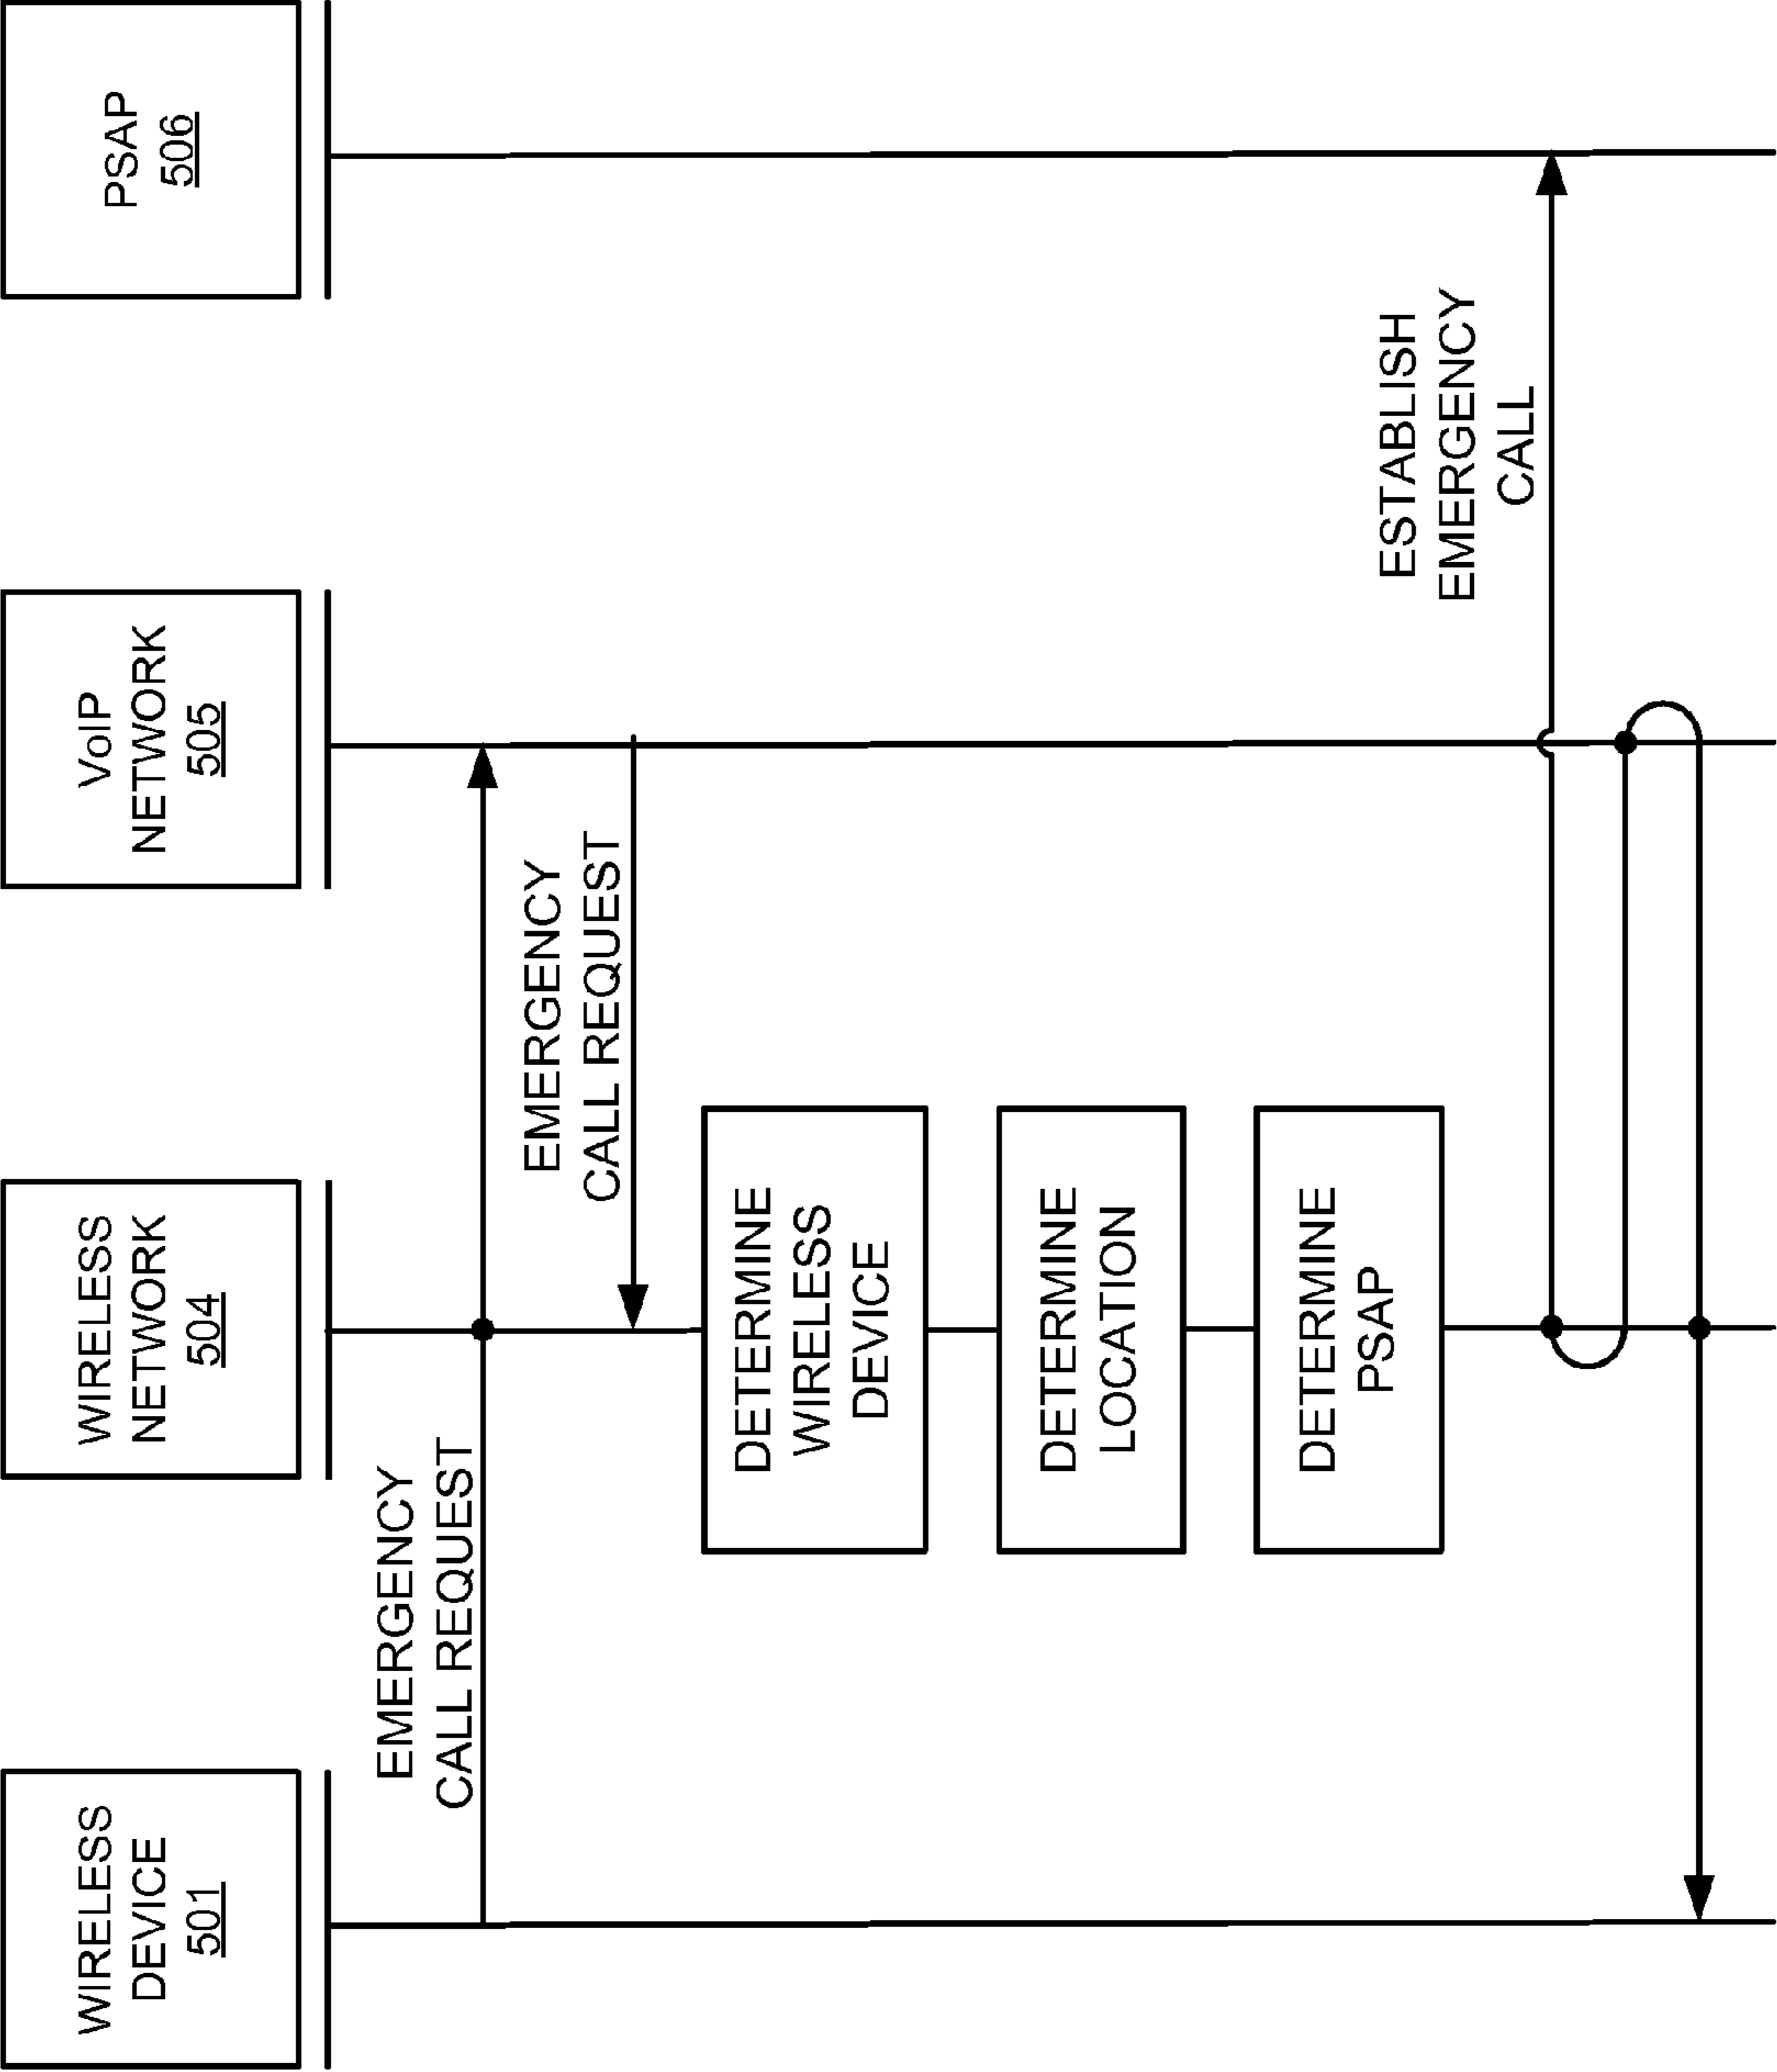 WIRELESS
DEVICE
501
WIRELESS
NETWORK
504
VoIP
NETWORK
505
PSAP
506
EMERGENCY
CALL REQUEST
EMERGENCY
CALL REQUEST
DETERMINE
WIRELESS
DEVICE
DETERMINE
LOCATION
DETERMINE
PSAP
ESTABLISH
EMERGENCY
CALL